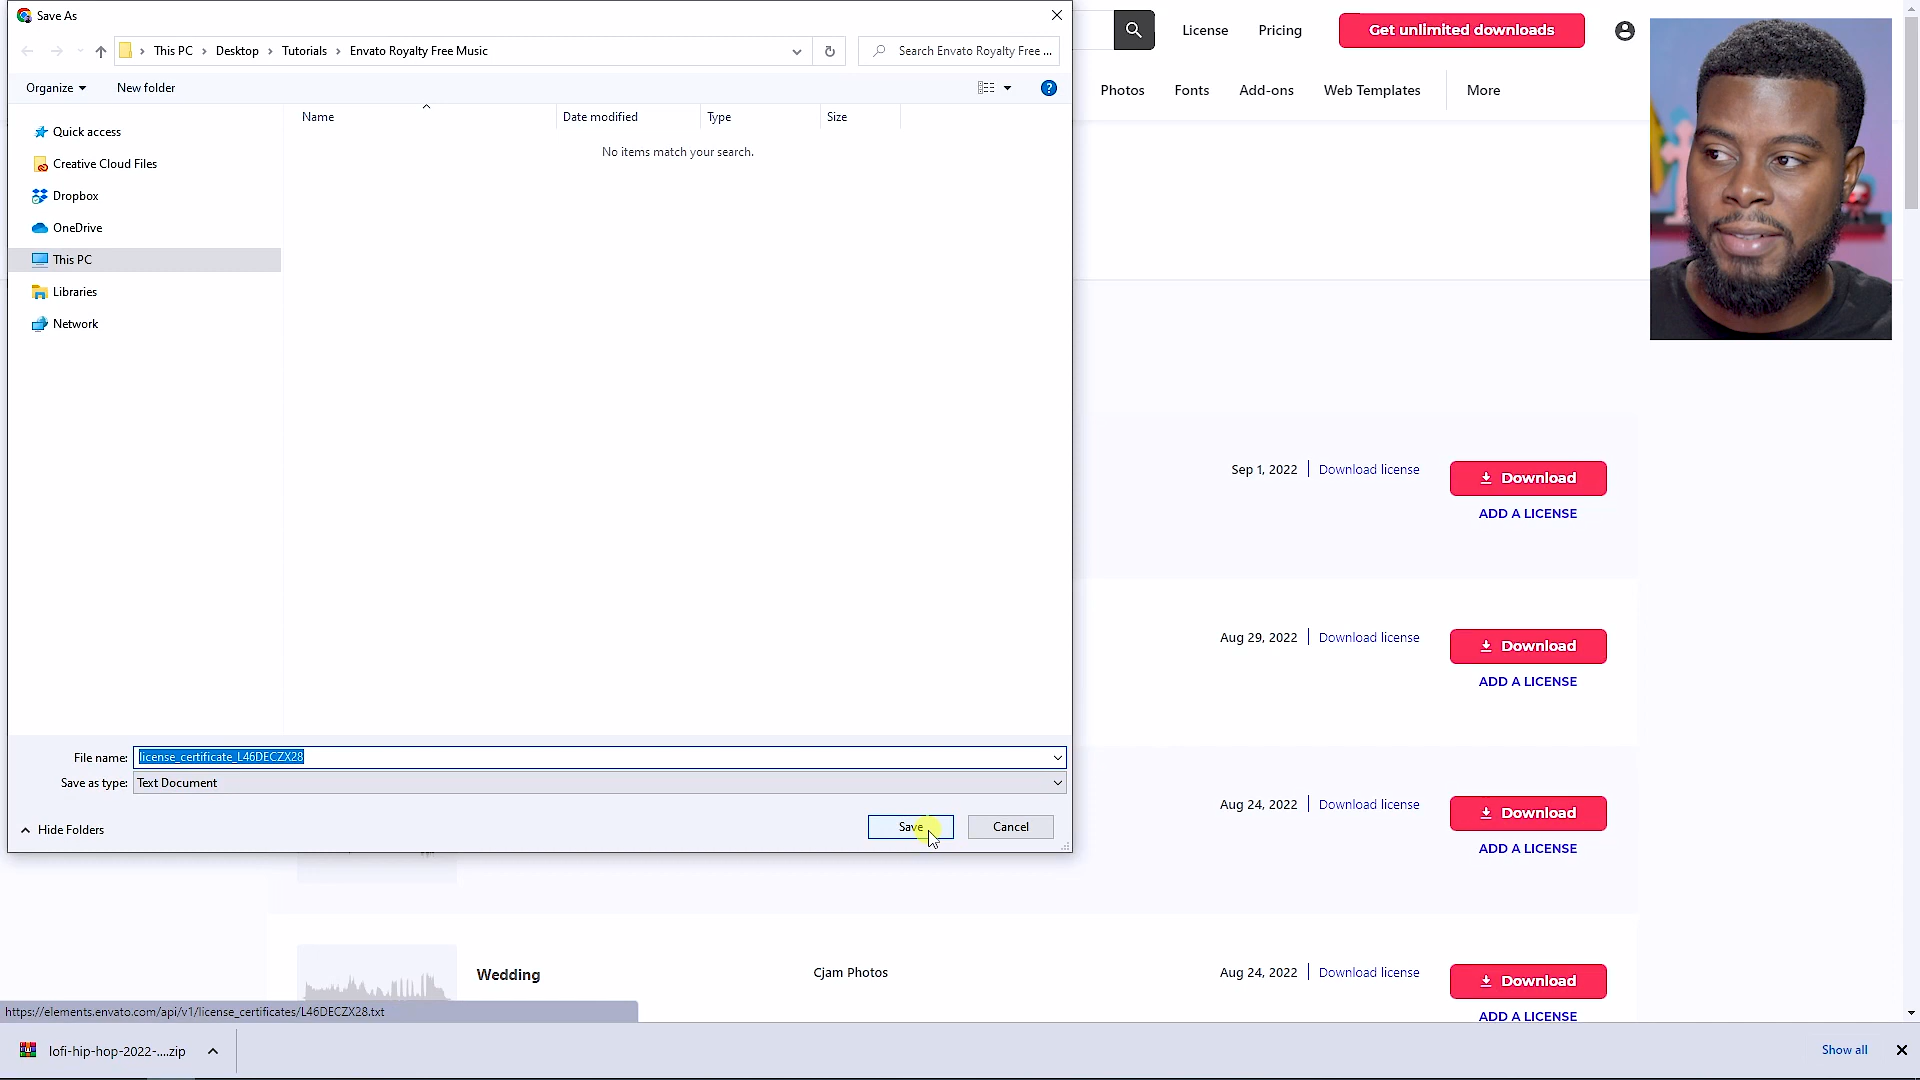 Save As
This PC > Desktop > Tutorials > Envato Royalty Free Music
Search Envato Royalty Free ...
Organize
New folder
?
Name
Date modified
Type
Size
No items match your search.
Quick access
Creative Cloud Files
Dropbox
OneDrive
This PC
Libraries
Network
File name:
license_certificate_L46DECZX28
Save as type:
Text Document
Hide Folders
Save
Cancel
License
Pricing
Get unlimited downloads
Photos
Fonts
Add-ons
Web Templates
More
Sep 1, 2022
Download license
Download
ADD A LICENSE
Aug 29, 2022
Download license
Download
ADD A LICENSE
Aug 24, 2022
Download license
Download
ADD A LICENSE
Wedding
Cjam Photos
Aug 24, 2022
Download license
Download
ADD A LICENSE
https://elements.envato.com/api/v1/license_certificates/L46DECZX28.txt
lofi-hip-hop-2022-....zip
Show all